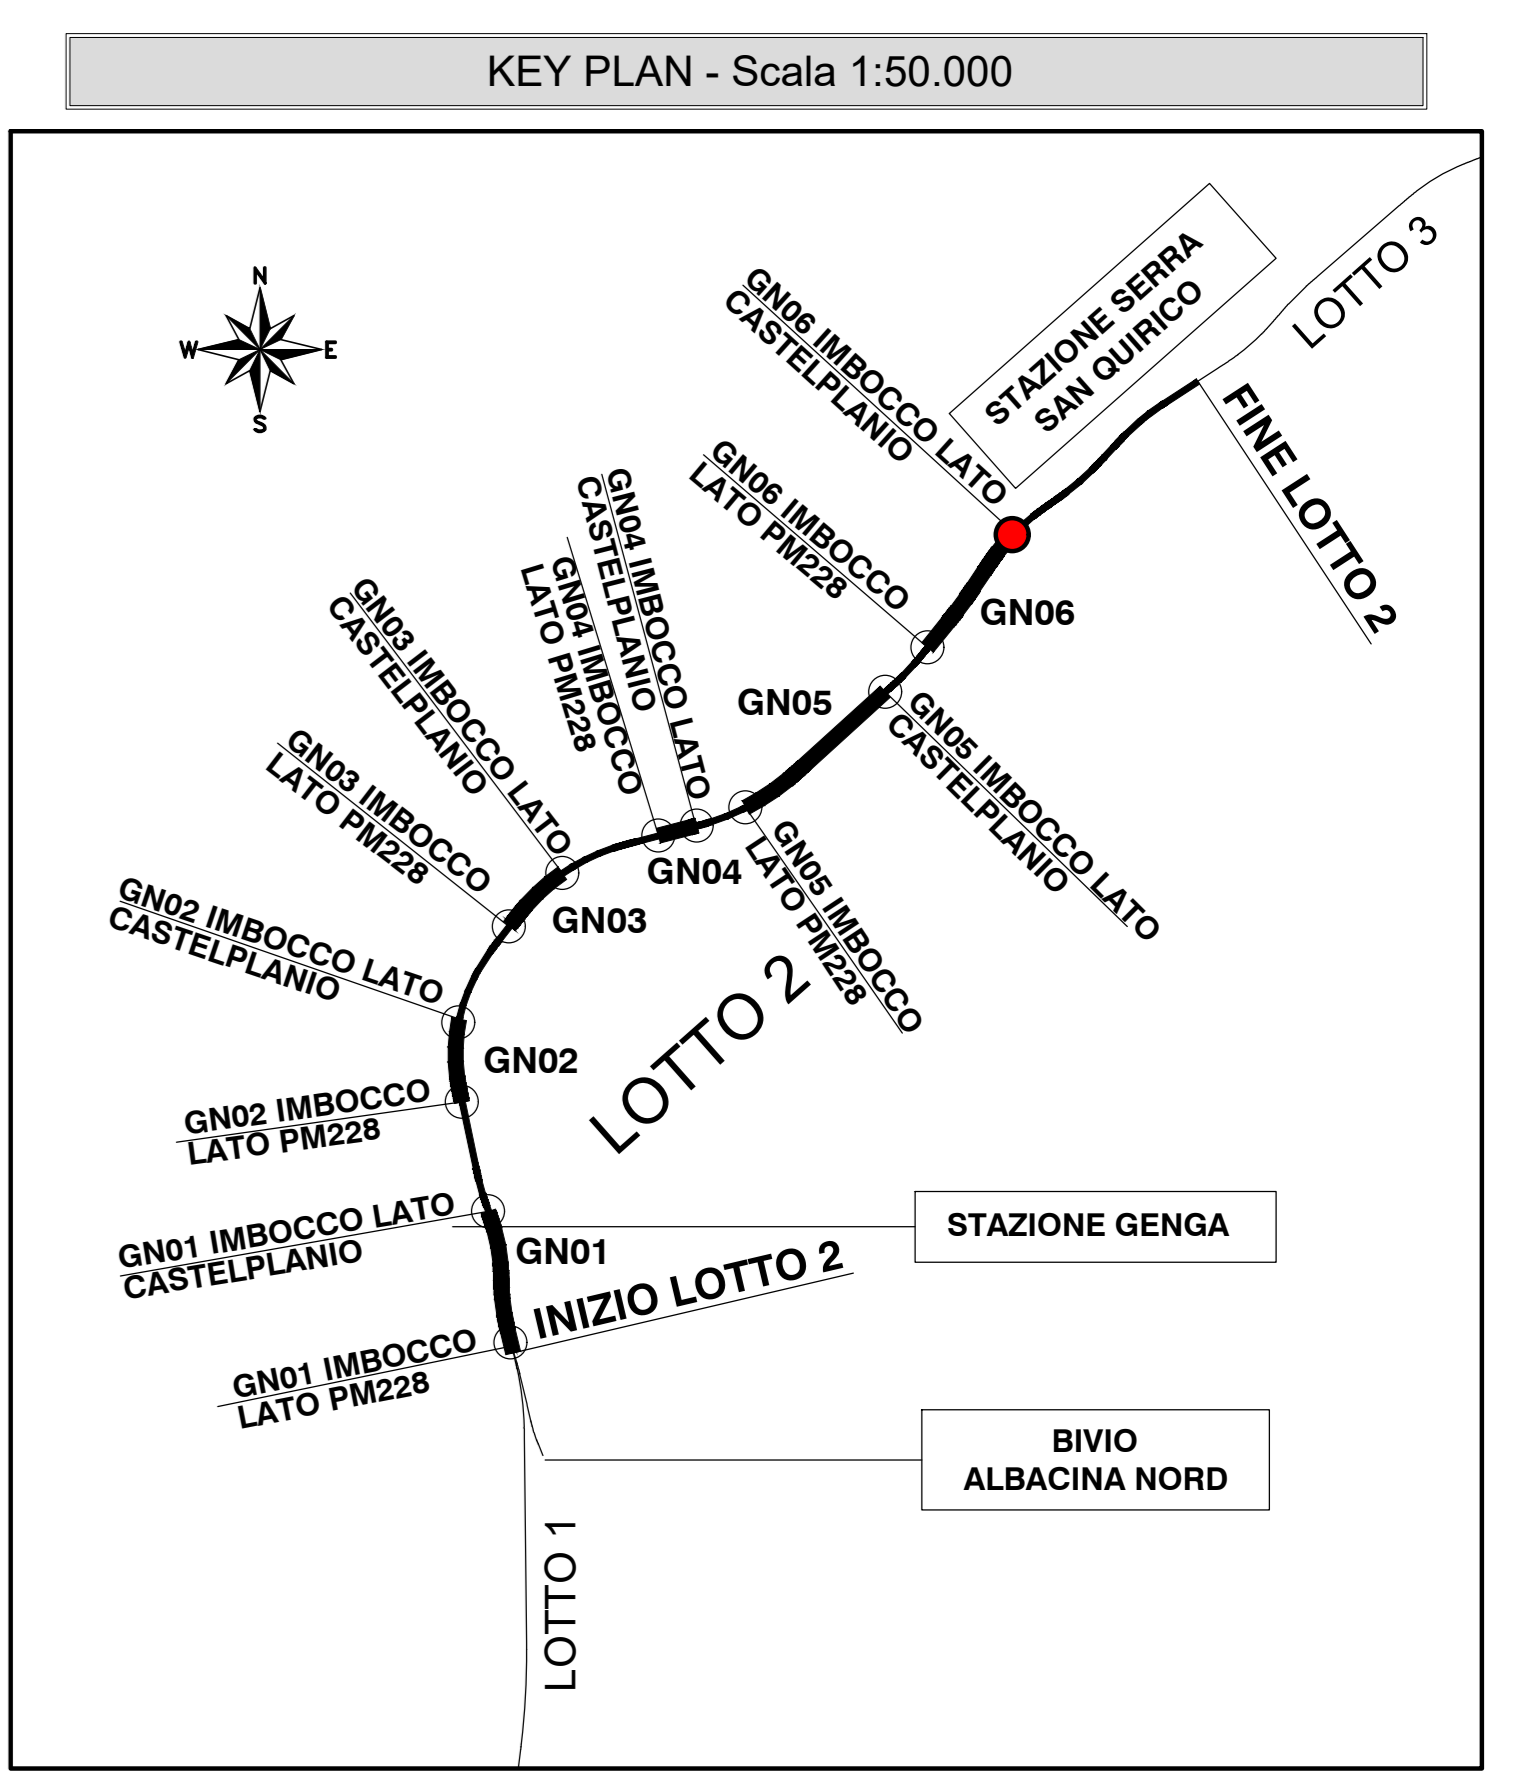 KEY PLAN - Scala 1:50.000
N
W
E
S
LOTTO 3
STAZIONE SERRA
SAN QUIRICO
GN06 IMBOCCO LATO
CASTELPLANIO
FINE LOTTO 2
GN06 IMBOCCO
LATO PM228
GN06
GN04 IMBOCCO LATO
CASTELPLANIO
GN04 IMBOCCO
LATO PM228
GN03 IMBOCCO LATO
CASTELPLANIO
GN05
GN05 IMBOCCO LATO
CASTELPLANIO
GN03 IMBOCCO
LATO PM228
GN04
GN05 IMBOCCO
LATO PM228
GN03
GN02 IMBOCCO LATO
CASTELPLANIO
LOTTO 2
GN02
GN02 IMBOCCO
LATO PM228
GN01 IMBOCCO LATO
CASTELPLANIO
STAZIONE GENGA
GN01
INIZIO LOTTO 2
GN01 IMBOCCO
LATO PM228
BIVIO
ALBACINA NORD
LOTTO 1